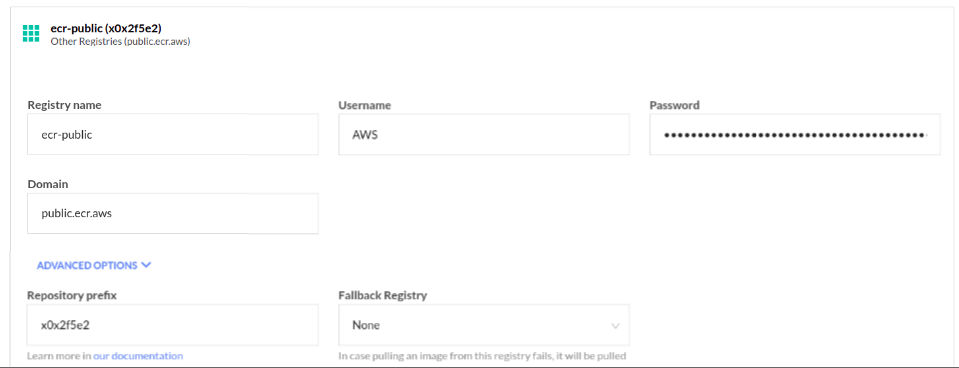 ecr-public (x0x2f5e2)
Other Registries (public.ecr.aws)
Registry name
Username
Password
ecr-public
AWS
Domain
public.ecr.aws
ADVANCED OPTIONS
Repository prefix
Fallback Registry
x0x2f5e2
None
Learn more in our documentation
In case pulling an image from this registry fails, it will be pulled